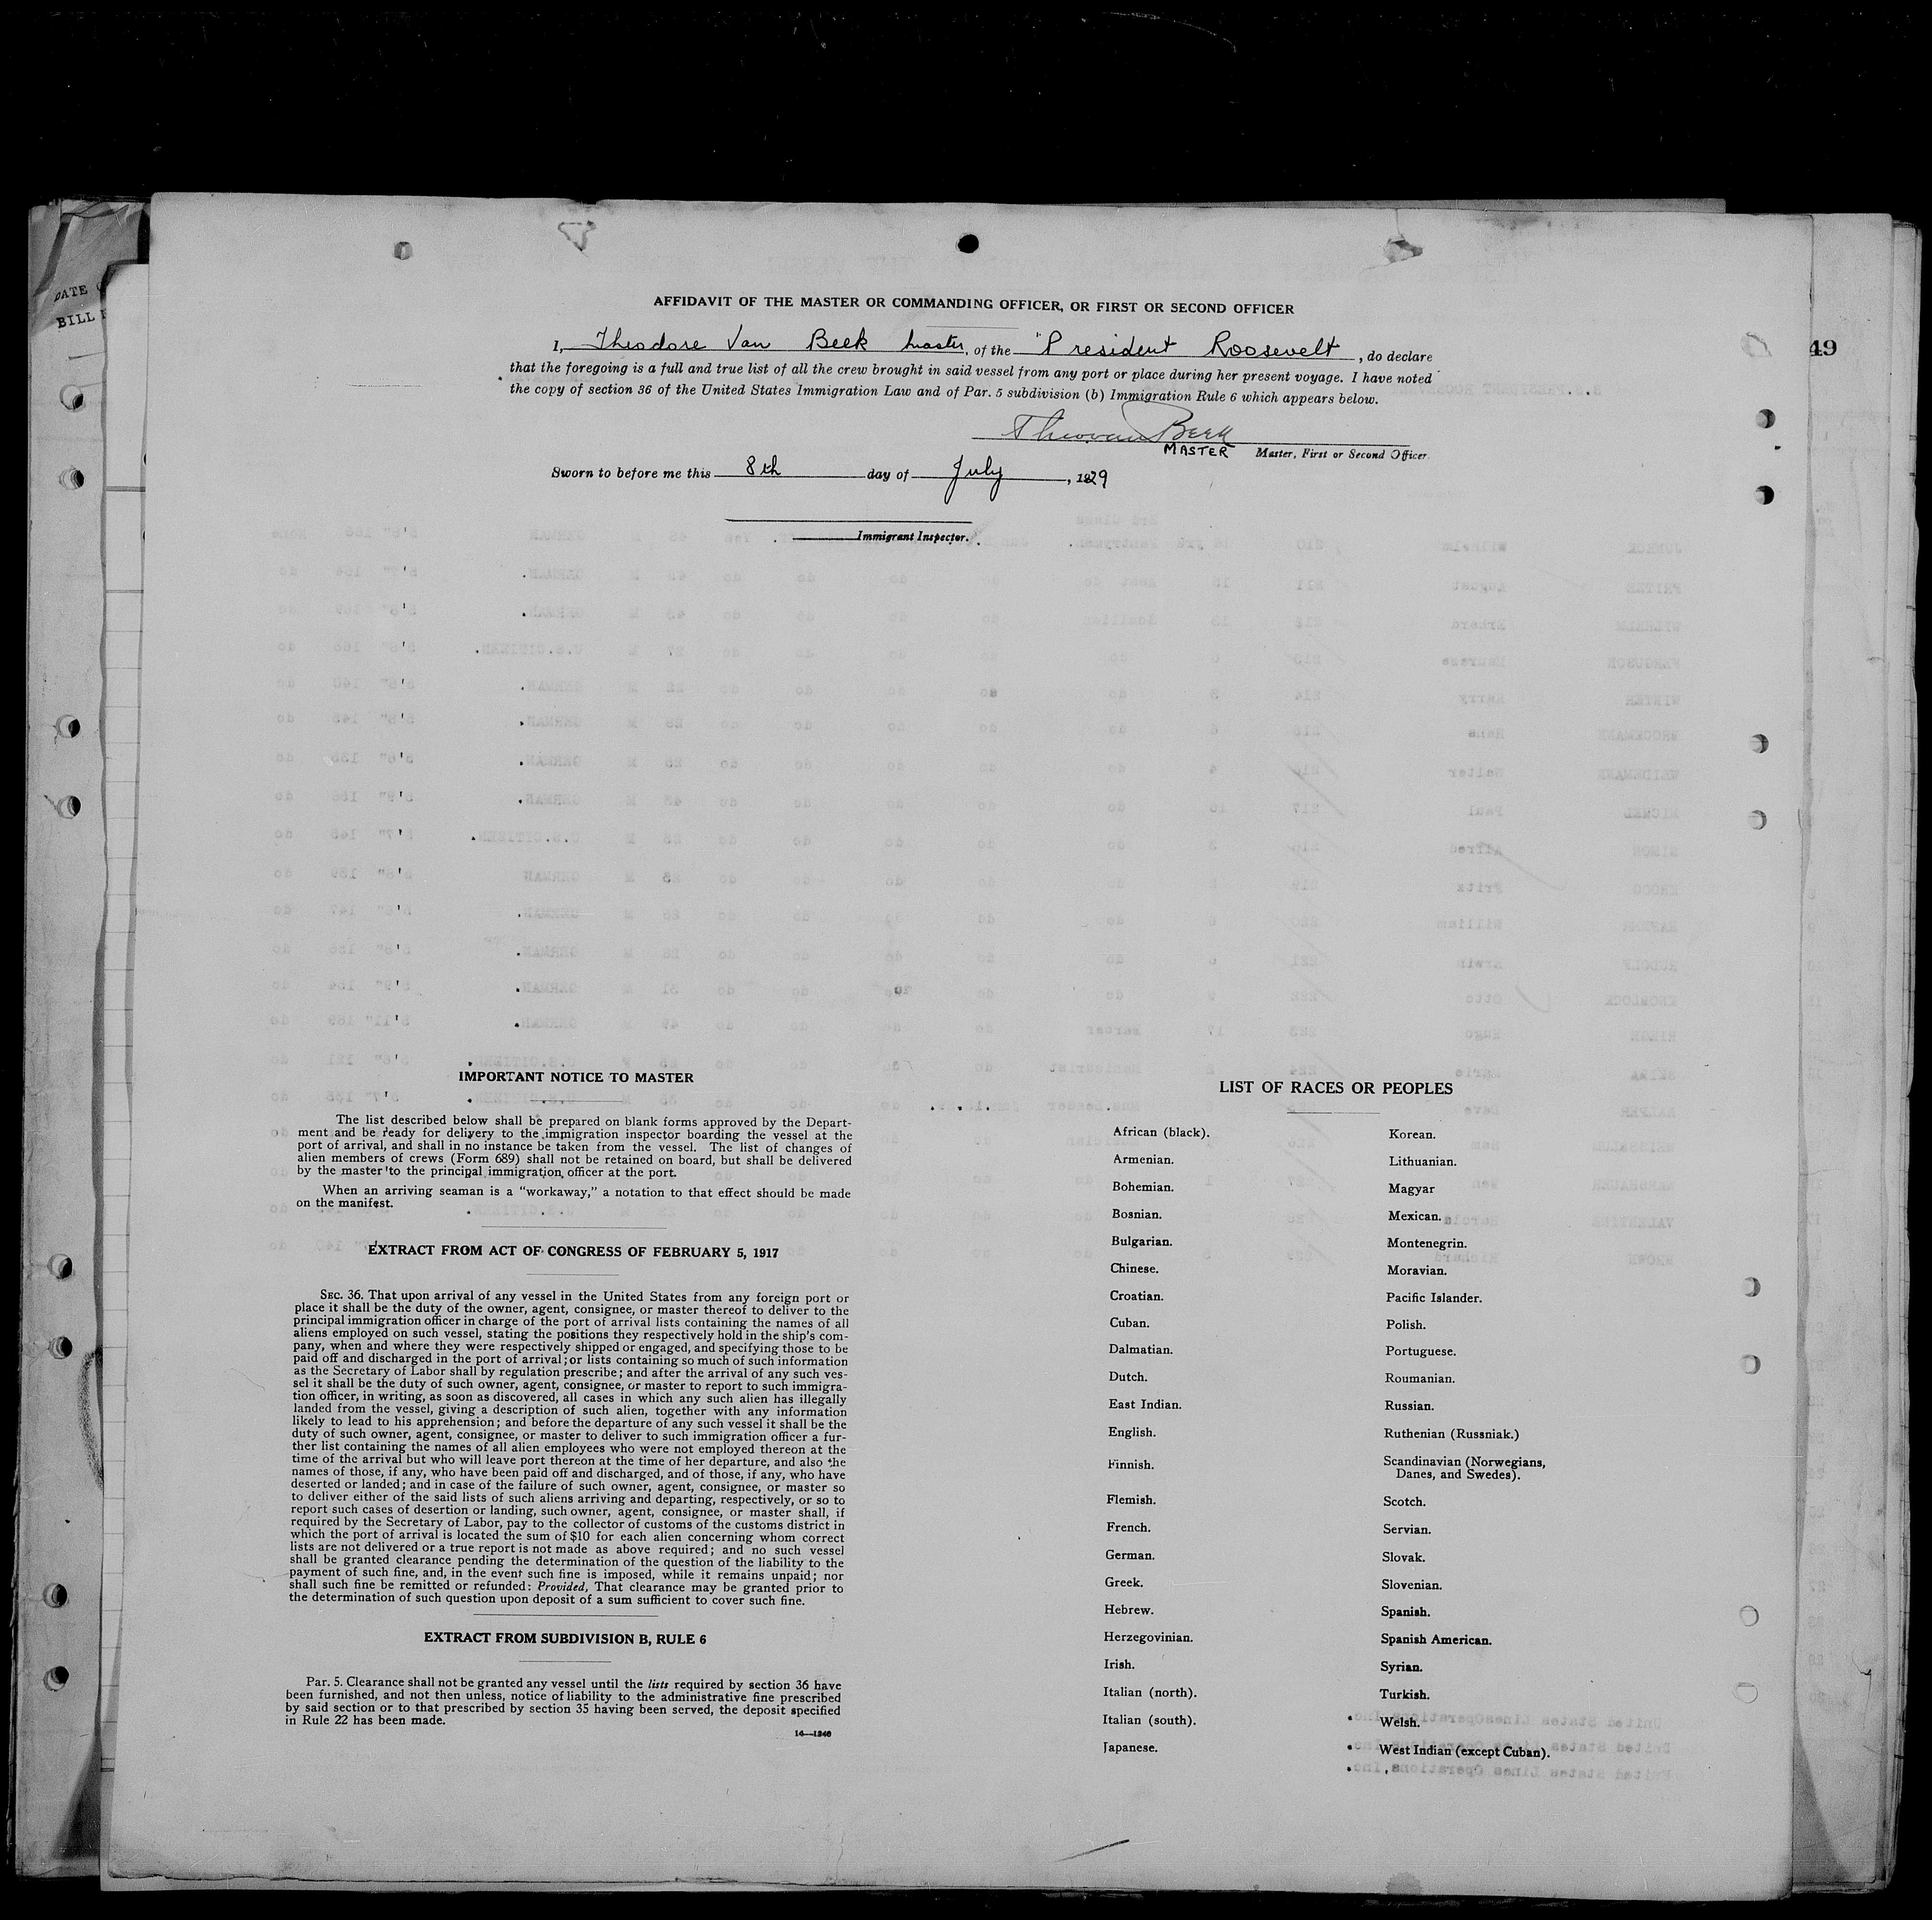 DATE
BILL
49
AFFIDAVIT OF THE MASTER OR COMMANDING OFFICER, OR FIRST OR SECOND OFFICER
I, Theodore Van Beek Master, of the "President Roosevelt, do declare
that the foregoing is a full and true list of all the crew brought in said vessel from any port or place during her present voyage. I have noted
the copy of section 36 of the United States Immigration Law and of Par. 5 subdivision (b) Immigration Rule 6 which appears below.
Theo van Beek
MASTER Master, First or Second Officer.
Sworn to before me this 8th day of July, 1929
Immigrant Inspector.
IMPORTANT NOTICE TO MASTER
The list described below shall be prepared on blank forms approved by the Depart-
ment and be ready for delivery to the immigration inspector boarding the vessel at the
port of arrival, and shall in no instance be taken from the vessel. The list of changes of
alien members of crews (Form 689) shall not be retained on board, but shall be delivered
by the master to the principal immigration officer at the port.
When an arriving seaman is a "workaway," a notation to that effect should be made
on the manifest.
EXTRACT FROM ACT OF CONGRESS OF FEBRUARY 5, 1917
SEC. 36. That upon arrival of any vessel in the United States from any foreign port or
place it shall be the duty of the owner, agent, consignee, or master thereof to deliver to the
principal immigration officer in charge of the port of arrival lists containing the names of all
aliens employed on such vessel, stating the positions they respectively hold in the ship's com-
pany, when and where they were respectively shipped or engaged, and specifying those to be
paid off and discharged in the port of arrival; or lists containing so much of such information
as the Secretary of Labor shall by regulation prescribe; and after the arrival of any such ves-
sel it shall be the duty of such owner, agent, consignee, or master to report to such immigra-
tion officer, in writing, as soon as discovered, all cases in which any such alien has illegally
landed from the vessel, giving a description of such alien, together with any information
likely to lead to his apprehension; and before the departure of any such vessel it shall be the
duty of such owner, agent, consignee, or master to deliver to such immigration officer a fur-
ther list containing the names of all alien employees who were not employed thereon at the
time of the arrival but who will leave port thereon at the time of her departure, and also the
names of those, if any, who have been paid off and discharged, and of those, if any, who have
deserted or landed; and in case of the failure of such owner, agent, consignee, or master so
to deliver either of the said lists of such aliens arriving and departing, respectively, or so to
report such cases of desertion or landing, such owner, agent, consignee, or master shall, if
required by the Secretary of Labor, pay to the collector of customs of the customs district in
which the port of arrival is located the sum of $10 for each alien concerning whom correct
lists are not delivered or a true report is not made as above required; and no such vessel
shall be granted clearance pending the determination of the question of the liability to the
payment of such fine, and, in the event such fine is imposed, while it remains unpaid; nor
shall such fine be remitted or refunded: Provided, That clearance may be granted prior to
the determination of such question upon deposit of a sum sufficient to cover such fine.
EXTRACT FROM SUBDIVISION B, RULE 6
Par. 5. Clearance shall not be granted any vessel until the lists required by section 36 have
been furnished, and not then unless, notice of liability to the administrative fine prescribed
by said section or to that prescribed by section 35 having been served, the deposit specified
in Rule 22 has been made.
14—1240
LIST OF RACES OR PEOPLES
African (black).
Armenian.
Bohemian.
Bosnian.
Bulgarian.
Chinese.
Croatian.
Cuban.
Dalmatian.
Dutch.
East Indian.
English.
Finnish.
Flemish.
French.
German.
Greek.
Hebrew.
Herzegovinian.
Irish.
Italian (north).
Italian (south).
Japanese.
Korean.
Lithuanian.
Magyar
Mexican.
Montenegrin.
Moravian.
Pacific Islander.
Polish.
Portuguese.
Roumanian.
Russian.
Ruthenian (Russniak.)
Scandinavian (Norwegians,
Danes, and Swedes).
Scotch.
Servian.
Slovak.
Slovenian.
Spanish.
Spanish American.
Syrian.
Turkish.
Welsh.
West Indian (except Cuban).